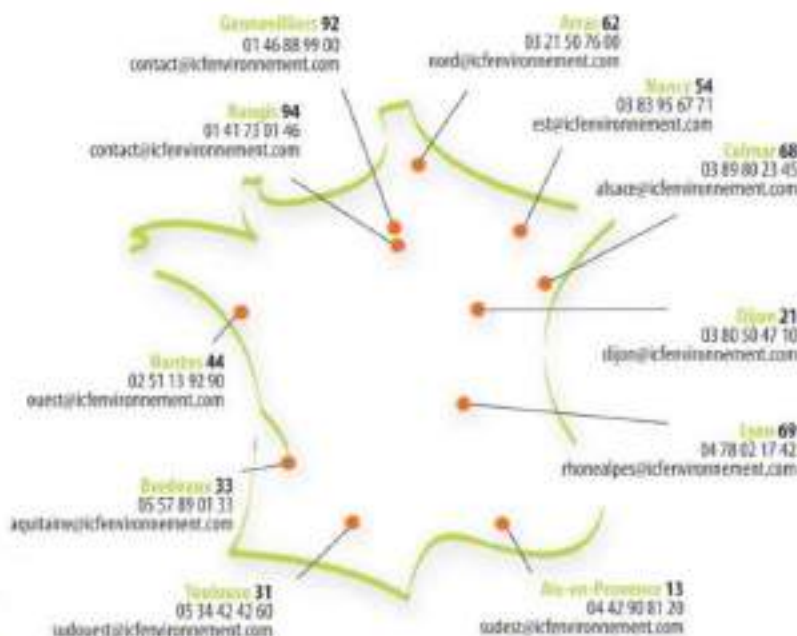 Gennevilliers 92
01 46 88 99 00
contact@icfenvironnement.com
Arras 62
03 21 50 76 00
nord@icfenvironnement.com
Rungis 94
01 41 73 01 46
contact@icfenvironnement.com
Nancy 54
03 83 95 67 71
est@icfenvironnement.com
Colmar 68
03 89 80 23 45
alsace@icfenvironnement.com
Dijon 21
03 80 50 47 10
dijon@icfenvironnement.com
Nantes 44
02 51 13 92 90
ouest@icfenvironnement.com
Lyon 69
04 78 02 17 42
rhonealpes@icfenvironnement.com
Bordeaux 33
05 57 89 01 33
aquitaine@icfenvironnement.com
Toulouse 31
05 34 42 42 60
sudouest@icfenvironnement.com
Aix-en-Provence 13
04 42 90 81 20
sudest@icfenvironnement.com